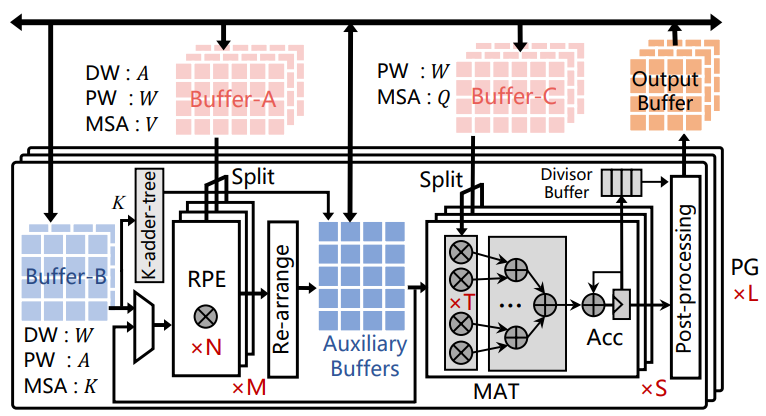 DW : A
PW : W
MSA : V
Buffer-A
PW : W
MSA : Q
Buffer-C
Output
Buffer
Split
K
K-adder-tree
Buffer-B
DW : W
PW : A
MSA : K
RPE
×N
×M
Re-arrange
Auxiliary
Buffers
Split
×T
...
Acc
MAT
×S
Divisor
Buffer
Post-processing
PG
×L